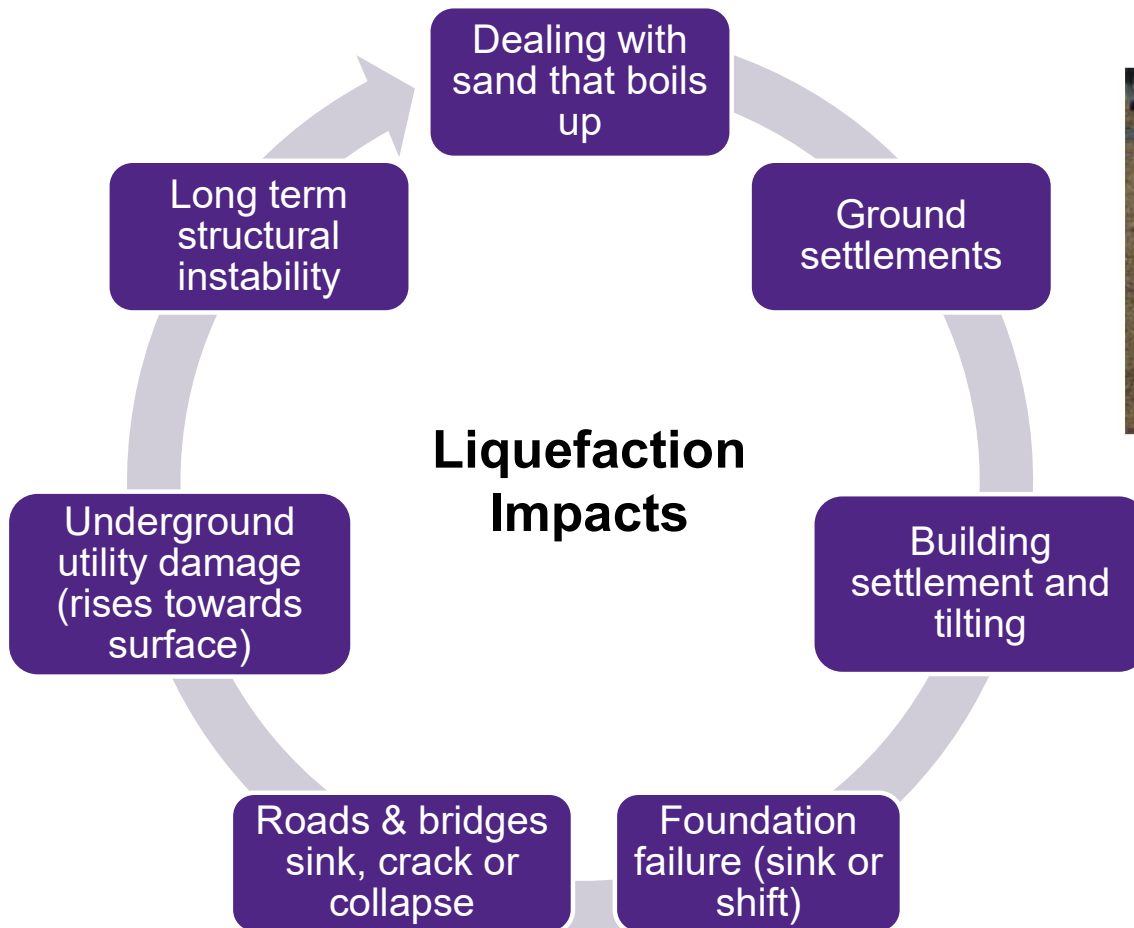 Dealing with
sand that boils
up
Ground
settlements
Building
settlement and
tilting
Foundation
failure (sink or
shift)
Roads & bridges
sink, crack or
collapse
Underground
utility damage
(rises towards
surface)
Long term
structural
instability
Liquefaction
Impacts